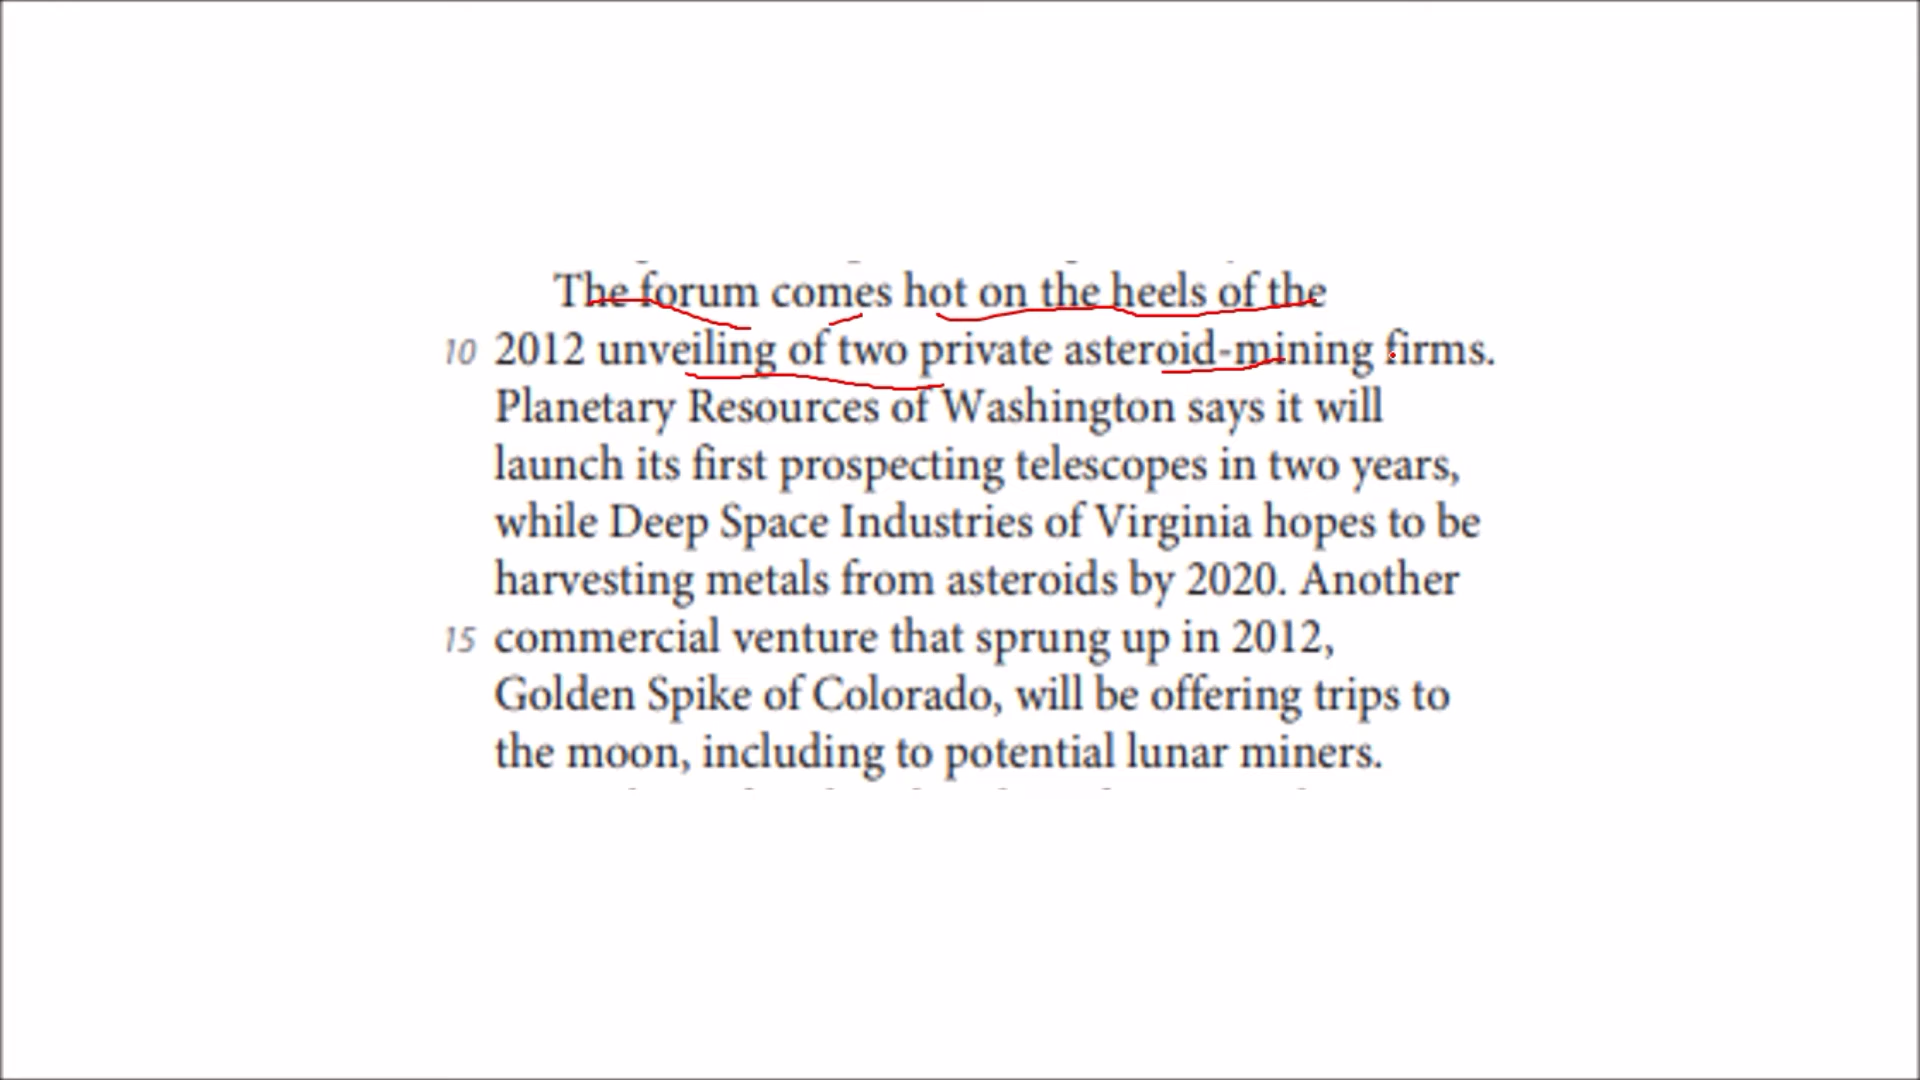 The forum comes hot on the heels of the
10 2012 unveiling of two private asteroid-mining firms.
Planetary Resources of Washington says it will
launch its first prospecting telescopes in two years,
while Deep Space Industries of Virginia hopes to be
harvesting metals from asteroids by 2020. Another
15 commercial venture that sprung up in 2012,
Golden Spike of Colorado, will be offering trips to
the moon, including to potential lunar miners.